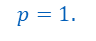 p = 1.